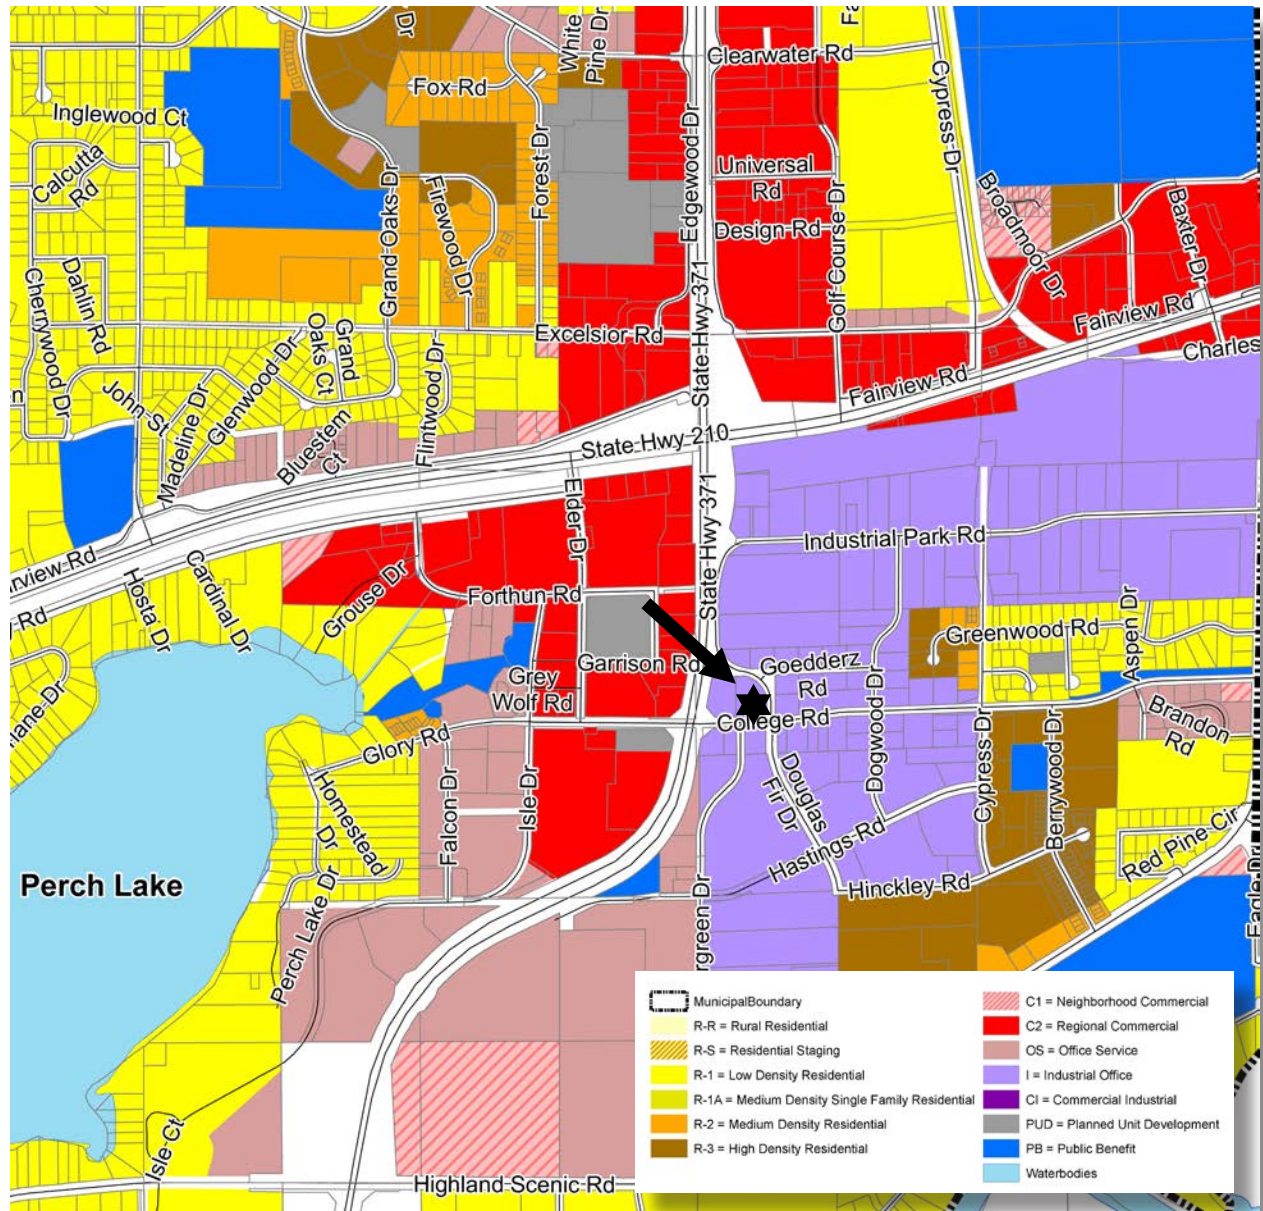 Dr
White
Pine Dr
Fa
Clearwater Rd
Fox Rd
Cypress Dr
Inglewood Ct
Edgewood Dr
Calcutta
Rd
Forest Dr
Universal
Rd
Grand Oaks Dr
Firewood Dr
Broadmoor Dr
Baxter Dr
Design Rd
Golf Course Dr
Cherrywood Dr
Dahlin Rd
State Hwy 371
Grand
Oaks Ct
Excelsior Rd
Fairview Rd
Charles
Glenwood Dr
Flintwood Dr
John St
Madeline Dr
Fairview Rd
n
Bluestem
Ct
State Hwy 210
Elder Dr
State Hwy 371
Industrial Park Rd
irview Rd
Rd
Hosta Dr
Cardinal Dr
Grouse Dr
Forthun Rd
Aspen Dr
Greenwood Rd
Garrison Rd
Goedderz
Rd
Grey
Wolf Rd
Dogwood Dr
Brandon
Rd
College Rd
Glory Rd
Cypress Dr
Berrywood Dr
Homestead
Dr
Falcon Dr
Isle Dr
Douglas
Fir Dr
Hastings Rd
Red Pine Cir
Perch Lake
Hinckley Rd
Eagle Dr
Perch Lake Dr
rgreen Dr
Isle Ct
Highland Scenic Rd
MunicipalBoundary
R-R = Rural Residential
R-S = Residential Staging
R-1 = Low Density Residential
R-1A = Medium Density Single Family Residential
R-2 = Medium Density Residential
R-3 = High Density Residential
C1 = Neighborhood Commercial
C2 = Regional Commercial
OS = Office Service
I = Industrial Office
CI = Commercial Industrial
PUD = Planned Unit Development
PB = Public Benefit
Waterbodies